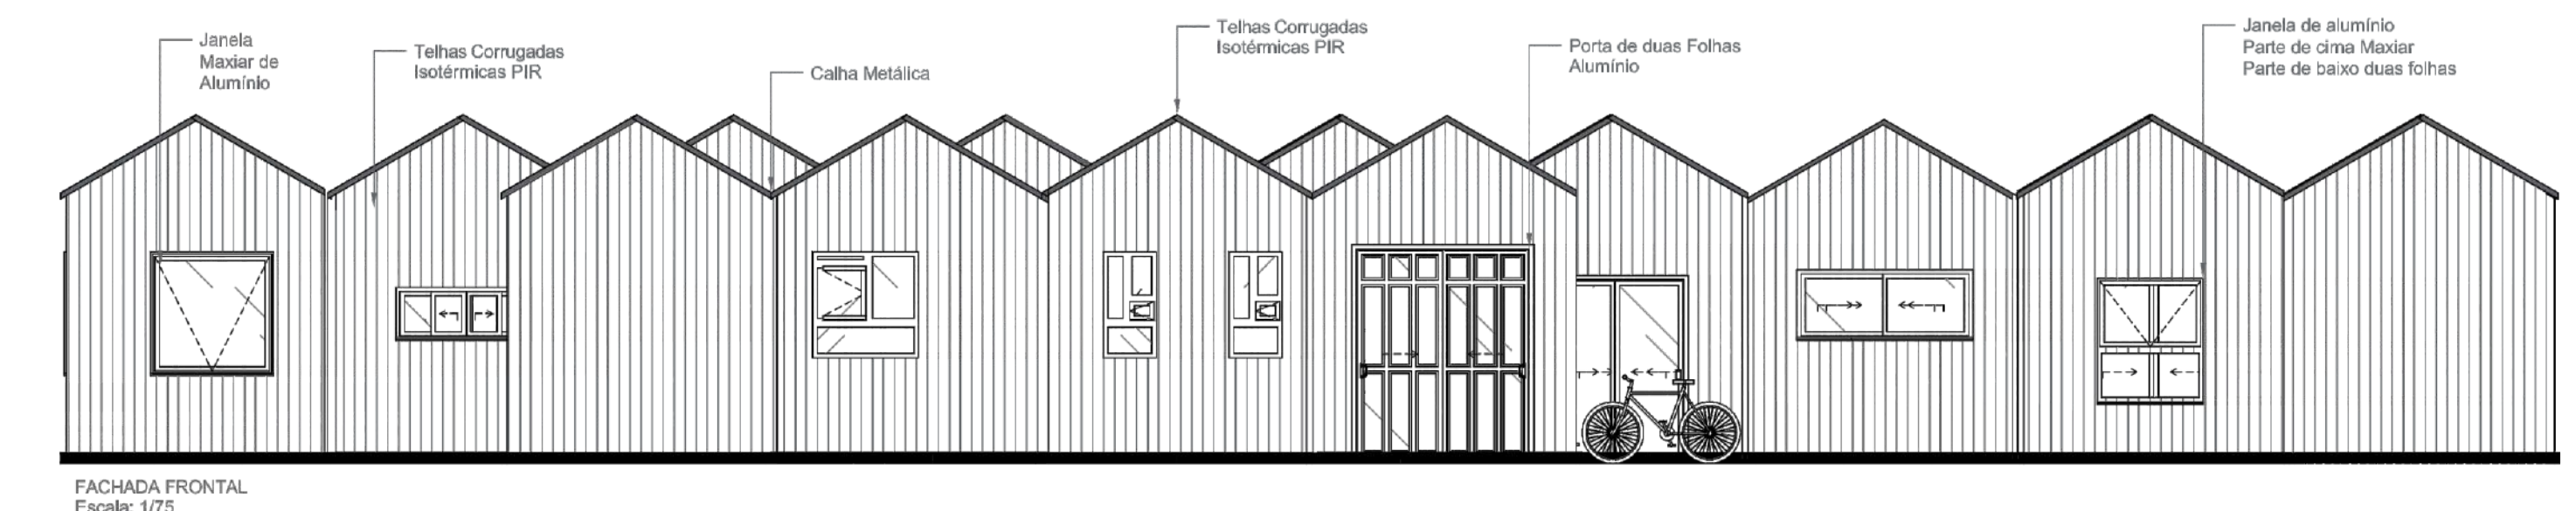 Janela
Maxiar de
Alumínio
Telhas Corrugadas
Isotérmicas PIR
Calha Metálica
Telhas Corrugadas
Isotérmicas PIR
Porta de duas Folhas
Alumínio
Janela de alumínio
Parte de cima Maxiar
Parte de baixo duas folhas
FACHADA FRONTAL
Escala: 1/75